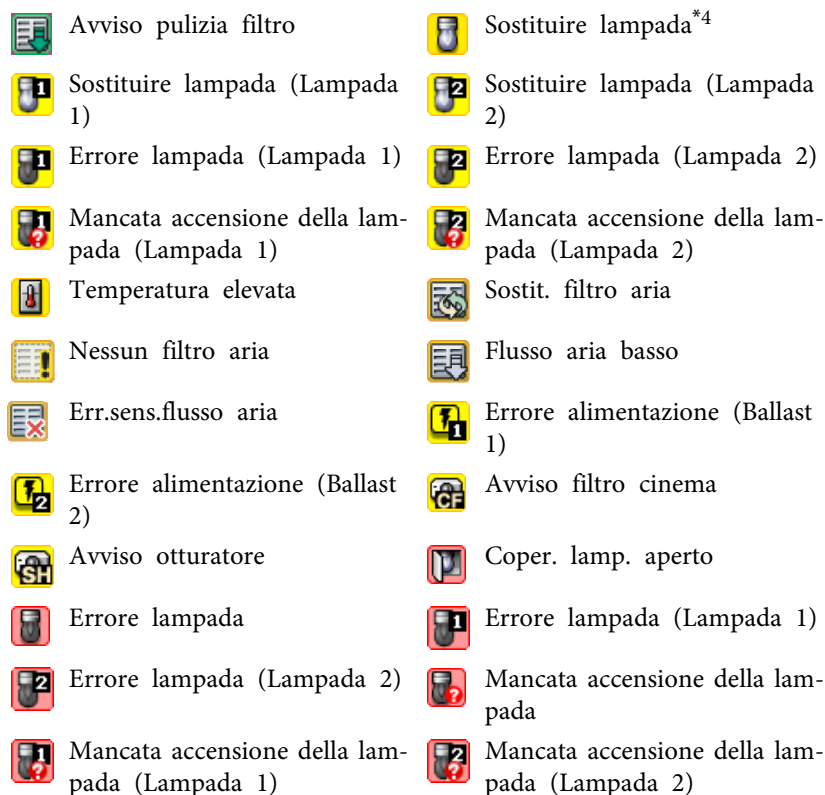 Avviso pulizia filtro
Sostituire lampada*4
Sostituire lampada (Lampada
1)
Sostituire lampada (Lampada
2)
Errore lampada (Lampada 1)
Errore lampada (Lampada 2)
Mancata accensione della lam-
pada (Lampada 1)
Mancata accensione della lam-
pada (Lampada 2)
Temperatura elevata
Sostit. filtro aria
Nessun filtro aria
Flusso aria basso
Err.sens.flusso aria
Errore alimentazione (Ballast
1)
Errore alimentazione (Ballast
2)
Avviso filtro cinema
Avviso otturatore
Coper. lamp. aperto
Errore lampada
Errore lampada (Lampada 1)
Errore lampada (Lampada 2)
Mancata accensione della lam-
pada
Mancata accensione della lam-
pada (Lampada 1)
Mancata accensione della lam-
pada (Lampada 2)